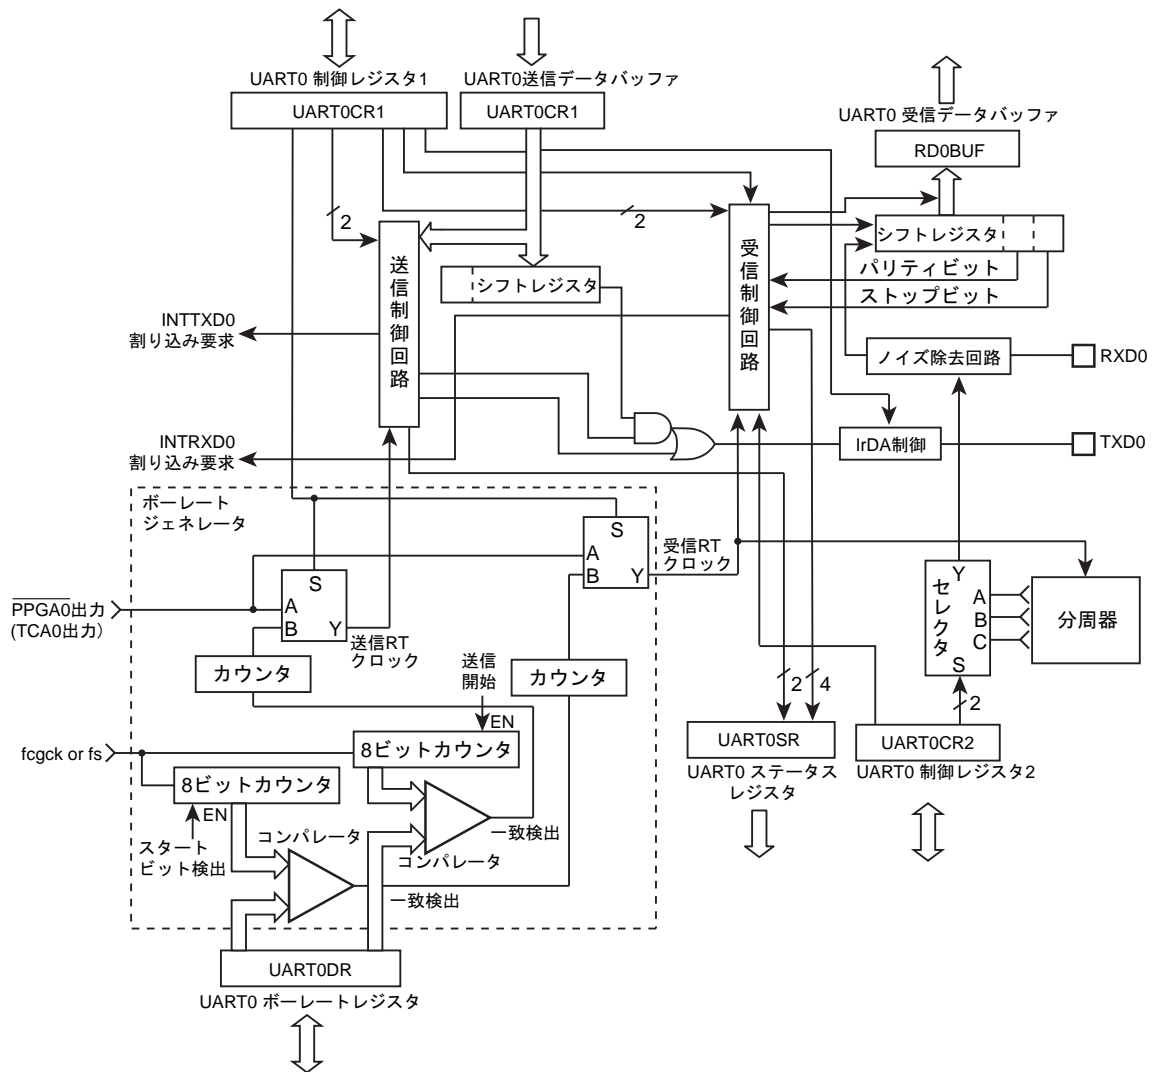 UART0 制御レジスタ1
UART0CR1
UART0送信データバッファ
UART0CR1
UART0 受信データバッファ
RD0BUF
2
2
送信制御回路
受信制御回路
シフトレジスタ
シフトレジスタ
パリティビット
ストップビット
INTTXD0
割り込み要求
ノイズ除去回路
RXD0
INTRXD0
割り込み要求
IrDA制御
TXD0
ボーレート
ジェネレータ
S
A
B
Y
受信RT
クロック
S
A
B
Y
送信RT
クロック
PPGA0出力
(TCA0出力)
Y
セレクタ
A
B
C
S
分周器
カウンタ
送信
開始
カウンタ
2
4
2
EN
fcgck or fs
8ビットカウンタ
8ビットカウンタ
EN
スタート
ビット検出
コンパレータ
コンパレータ
一致検出
一致検出
UART0SR
UART0 ステータス
レジスタ
UART0CR2
UART0 制御レジスタ2
UART0DR
UART0 ボーレートレジスタ